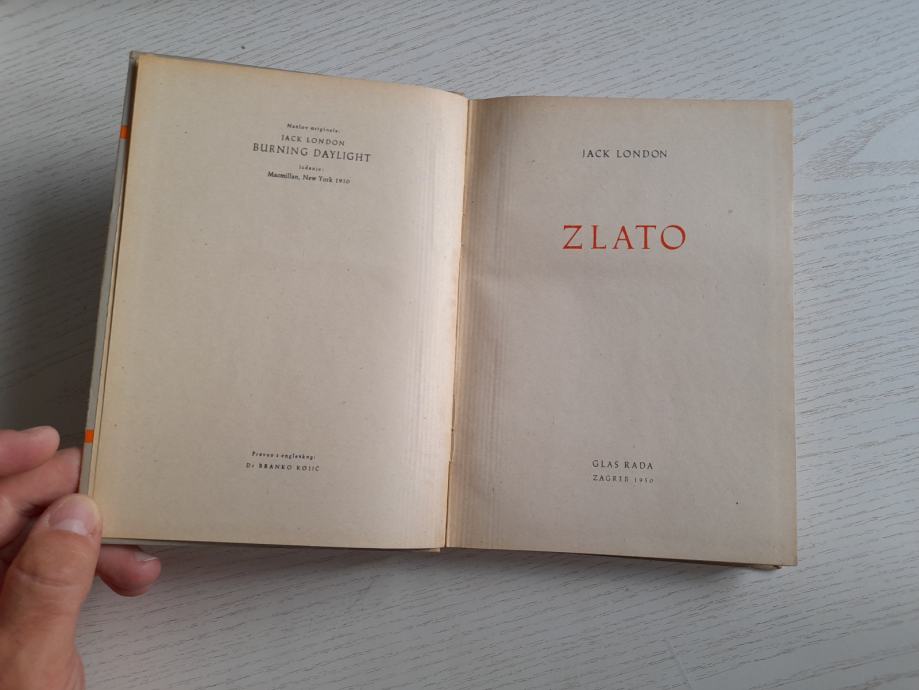 Naslov originala:
JACK LONDON
BURNING DAYLIGHT
Izdanje:
Macmillan, New York 1910
Preveo s engleskog:
Dr BRANKO KOJIĆ
JACK LONDON
ZLATO
GLAS RADA
ZAGREB 1950